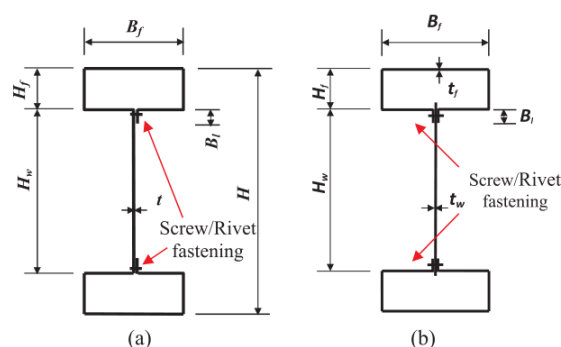 B_f
H_f
B_l
H_w
H
t
Screw/Rivet
fastening
(a)
B_f
H_f
t_f
B_l
H_w
Screw/Rivet
fastening
t_w
(b)